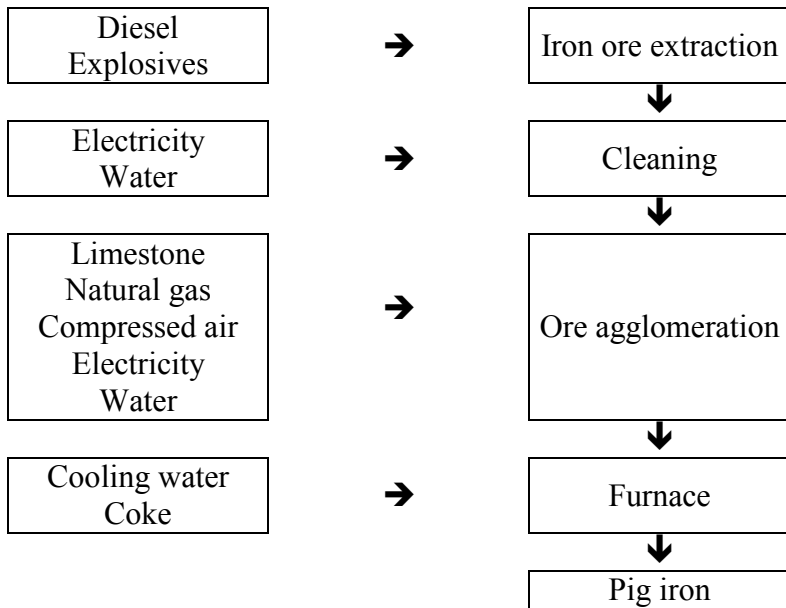 Diesel
Explosives
Iron ore extraction
Electricity
Water
Cleaning
Limestone
Natural gas
Compressed air
Electricity
Water
Ore agglomeration
Cooling water
Coke
Furnace
Pig iron